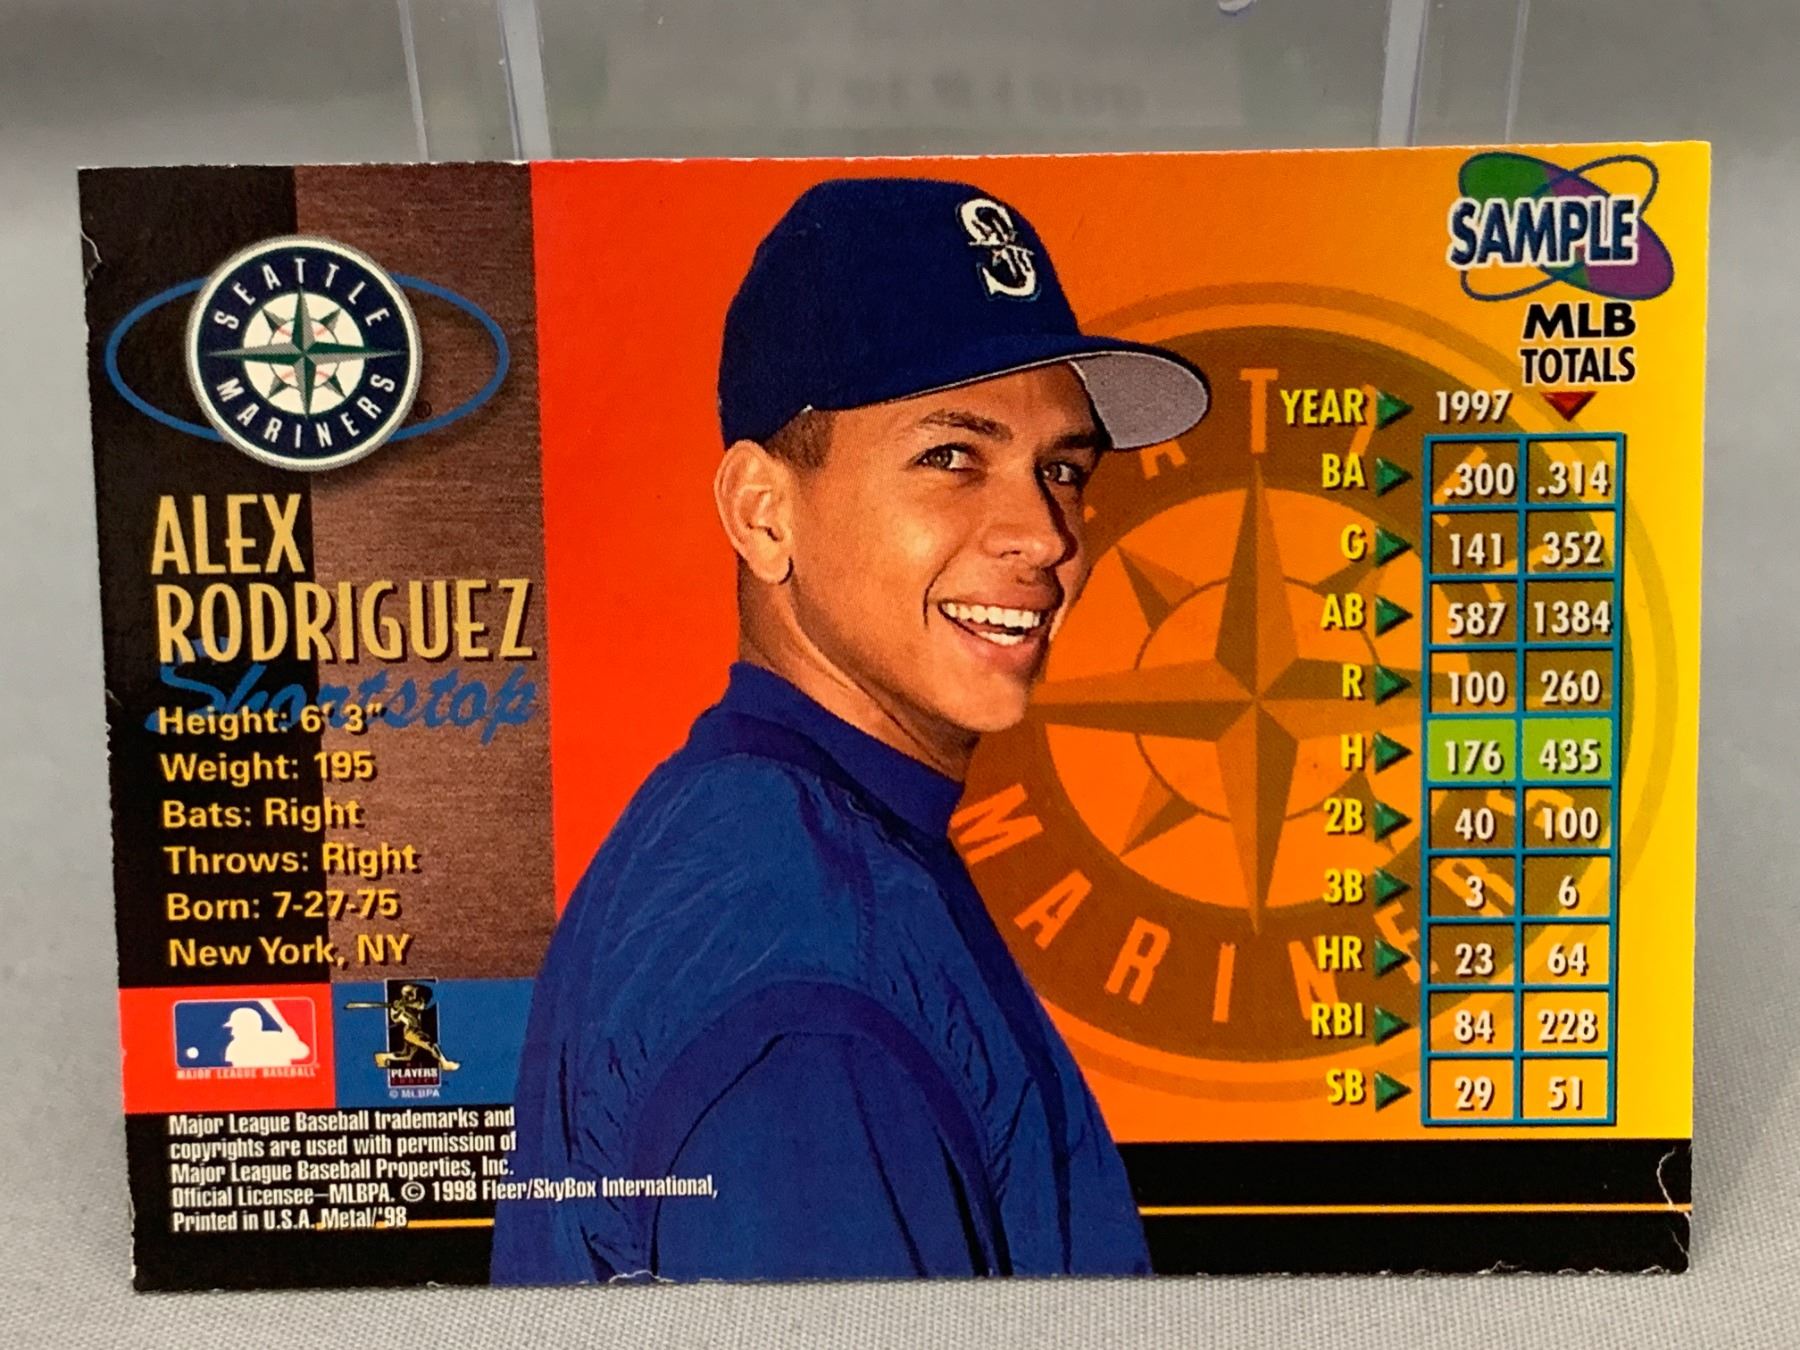 SEATTLE
MARINERS
®
ALEX
RODRIGUEZ
Shortstop
Height: 6' 3"
Weight: 195
Bats: Right
Throws: Right
Born: 7-27-75
New York, NY
MAJOR LEAGUE BASEBALL
PLAYERS
CHOICE
© MLBPA
Major League Baseball trademarks and
copyrights are used with permission of
Major League Baseball Properties, Inc.
Official Licensee–MLBPA. © 1998 Fleer/SkyBox International,
Printed in U.S.A. Metal/'98
S
MARINERS
SAMPLE
MLB
TOTALS
YEAR 1997
BA .300 .314
G 141 352
AB 587 1384
R 100 260
H 176 435
2B 40 100
3B 3 6
HR 23 64
RBI 84 228
SB 29 51